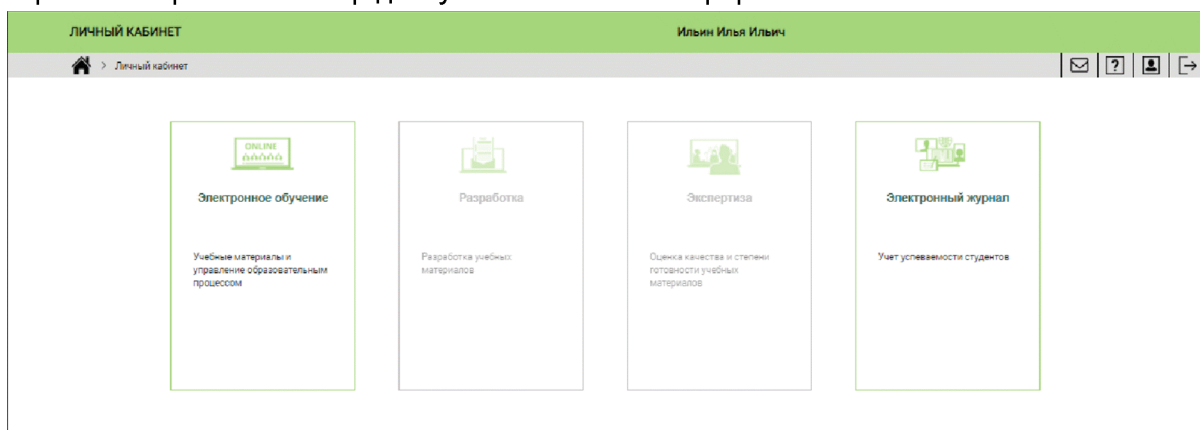 ЛИЧНЫЙ КАБИНЕТ
Ильин Илья Ильич
> Личный кабинет
?
ONLINE
Электронное обучение
Разработка
Экспертиза
Электронный журнал
Учебные материалы и
управление образовательным
процессом
Разработка учебных
материалов
Оценка качества и степени
готовности учебных
материалов
Учет успеваемости студентов